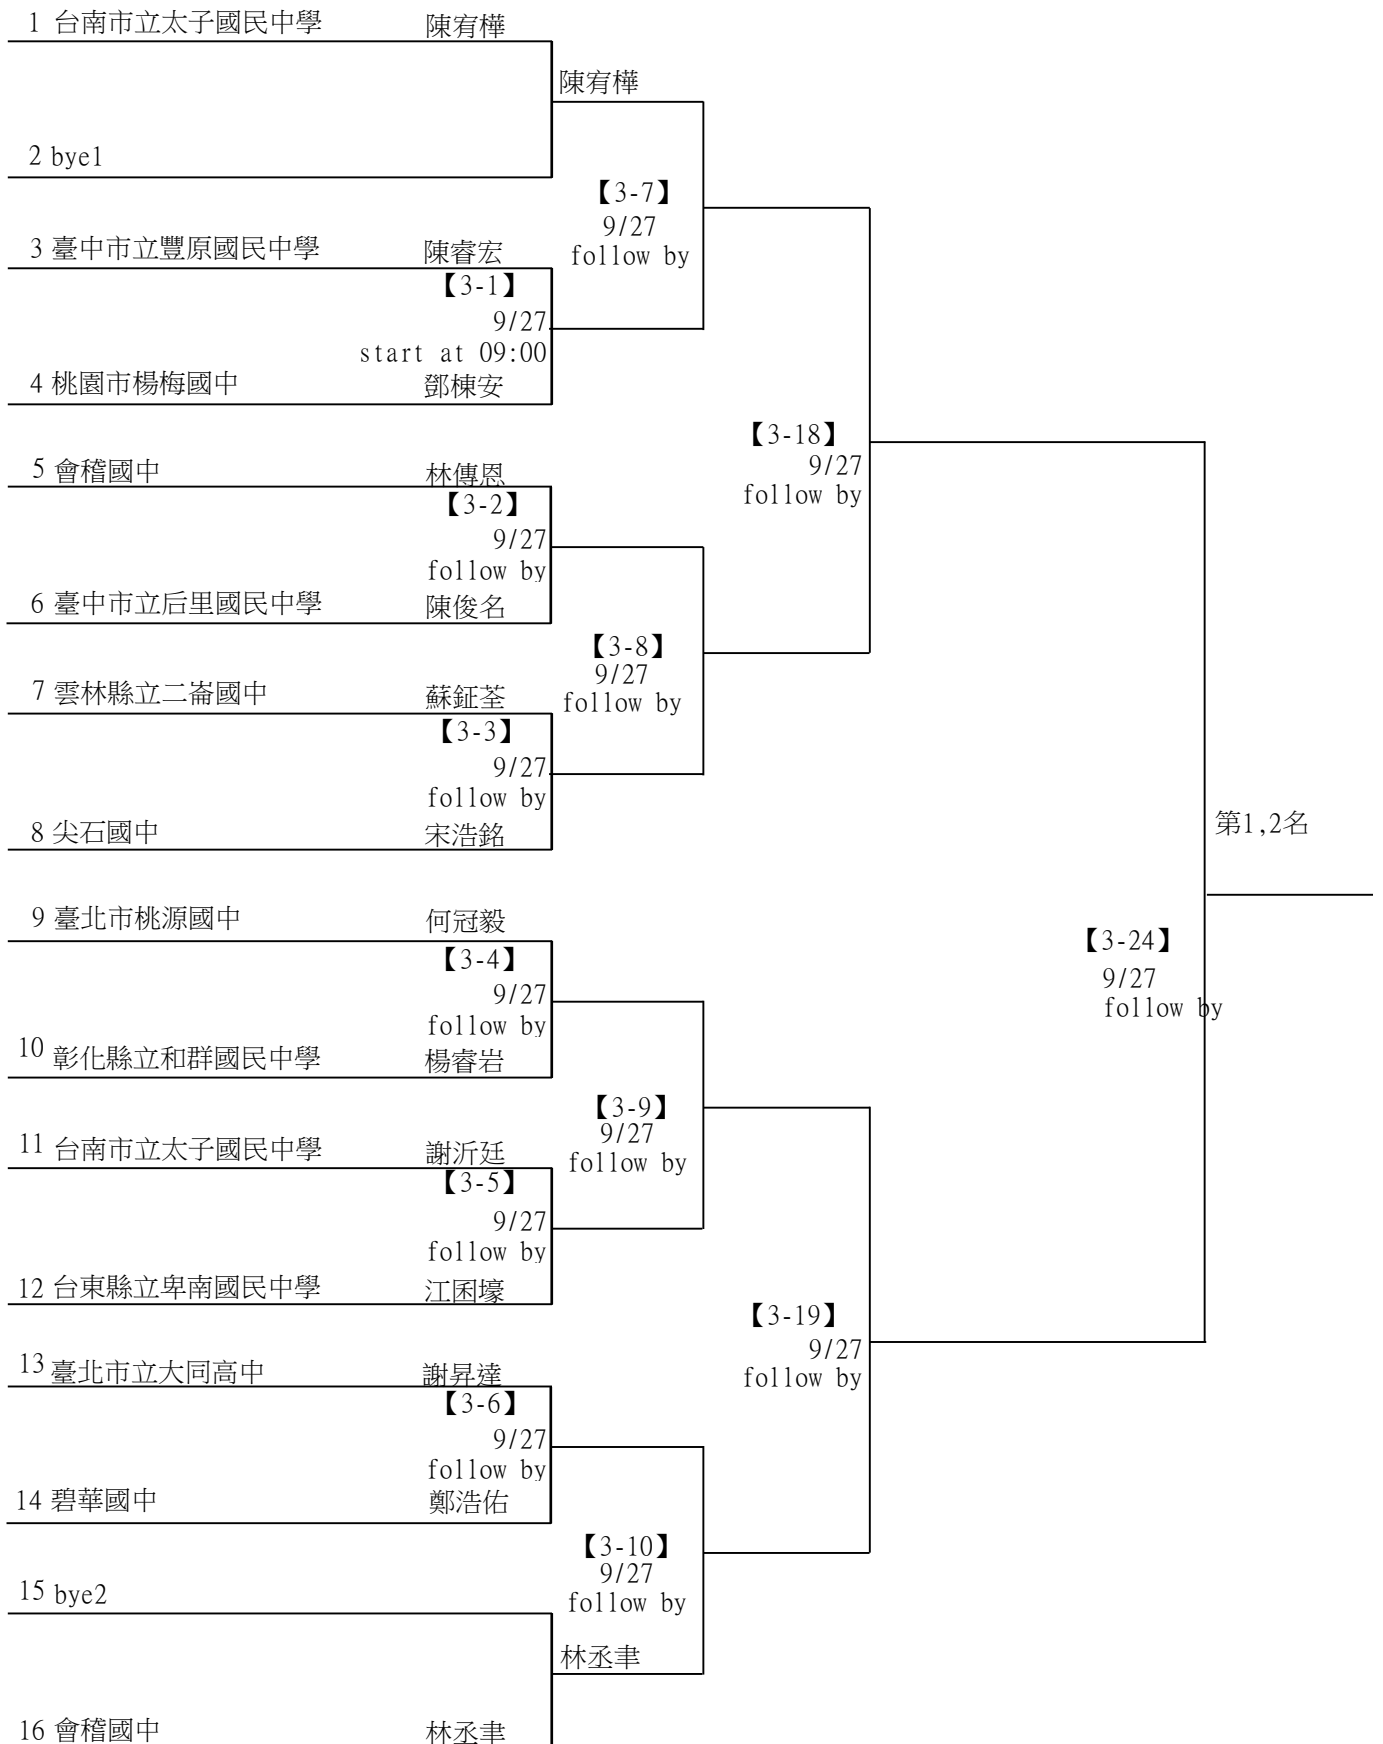 1 台南市立太子國民中學 陳宥樺
陳宥樺
2 bye1
【3-7】
9/27
follow by
3 臺中市立豐原國民中學 陳睿宏
【3-1】
9/27
start at 09:00
4 桃園市楊梅國中 鄧棟安
【3-18】
9/27
follow by
5 會稽國中 林傳恩
【3-2】
9/27
follow by
6 臺中市立后里國民中學 陳俊名
【3-8】
9/27
follow by
7 雲林縣立二崙國中 蘇鉦荃
【3-3】
9/27
follow by
8 尖石國中 宋浩銘
第1,2名
9 臺北市桃源國中 何冠毅
【3-4】
9/27
follow by
【3-24】
9/27
follow by
10 彰化縣立和群國民中學 楊睿岩
【3-9】
9/27
follow by
11 台南市立太子國民中學 謝沂廷
【3-5】
9/27
follow by
12 台東縣立卑南國民中學 江圂壕
【3-19】
9/27
follow by
13 臺北市立大同高中 謝昇達
【3-6】
9/27
follow by
14 碧華國中 鄭浩佑
【3-10】
9/27
follow by
15 bye2
林丞聿
16 會稽國中 林丞聿